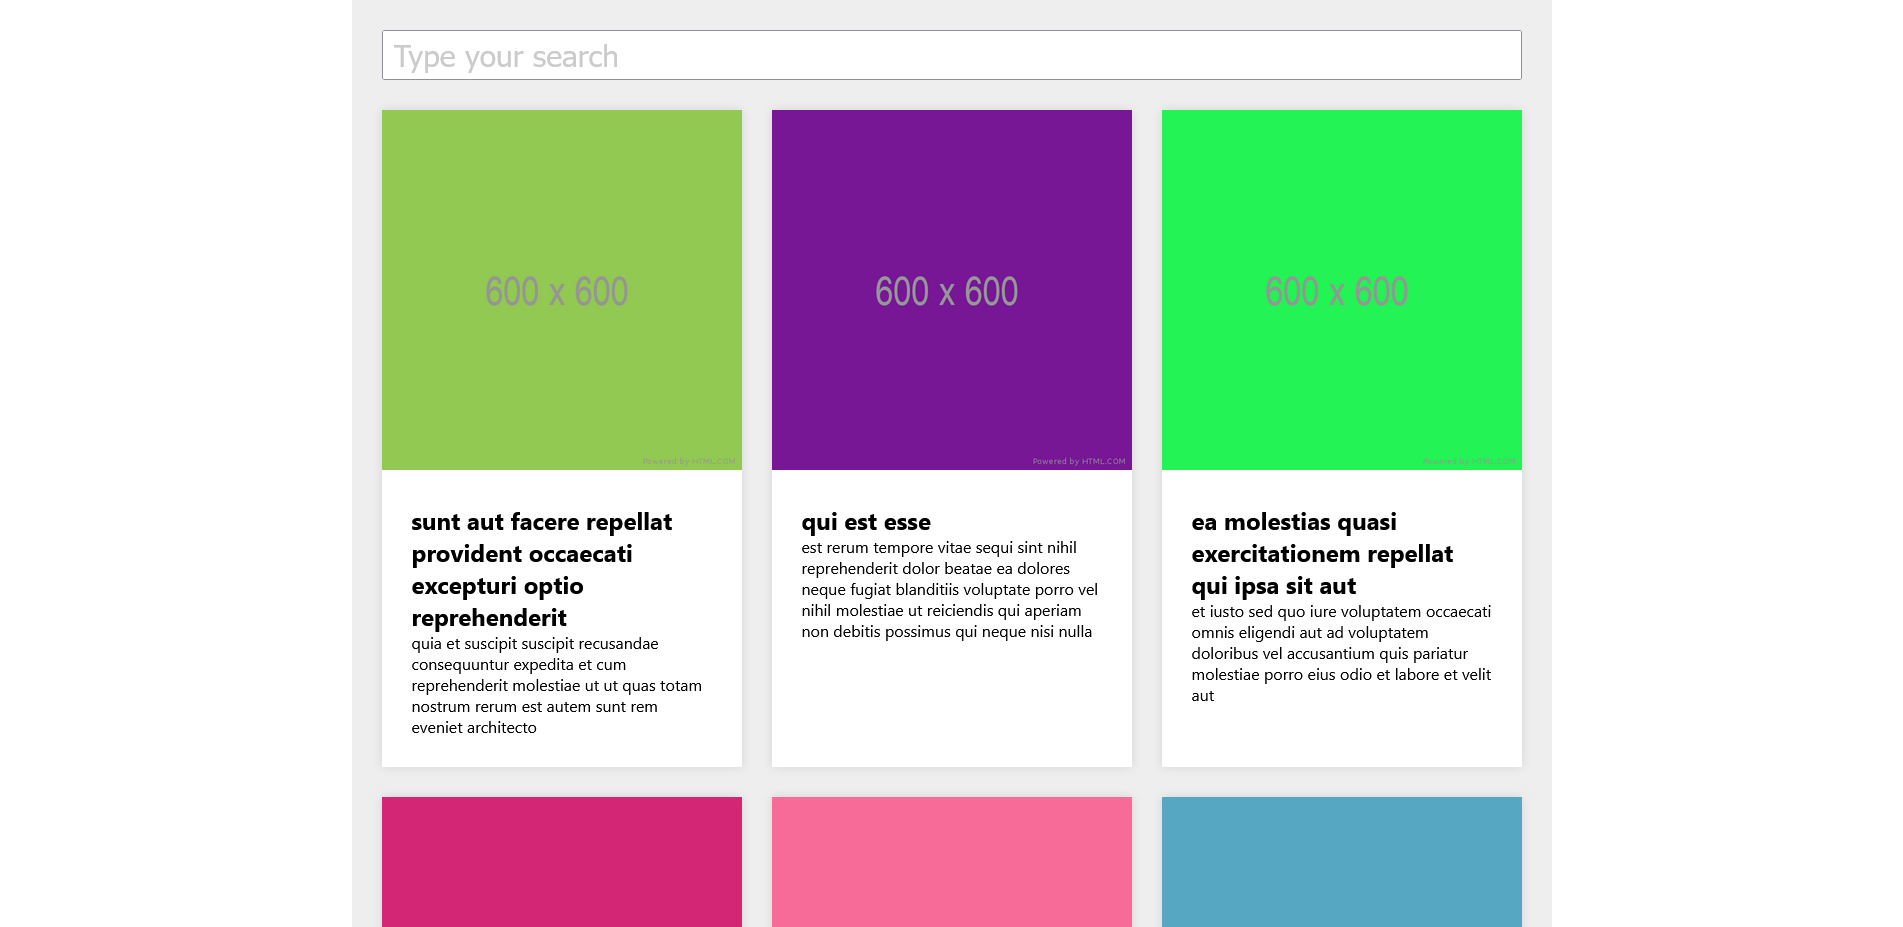 Type your search
600 x 600
Powered by HTML.COM
600 x 600
Powered by HTML.COM
600 x 600
Powered by HTML.COM
sunt aut facere repellat
provident occaecati
excepturi optio
reprehenderit
quia et suscipit suscipit recusandae
consequuntur expedita et cum
reprehenderit molestiae ut ut quas totam
nostrum rerum est autem sunt rem
eveniet architecto
qui est esse
est rerum tempore vitae sequi sint nihil
reprehenderit dolor beatae ea dolores
neque fugiat blanditiis voluptate porro vel
nihil molestiae ut reiciendis qui aperiam
non debitis possimus qui neque nisi nulla
ea molestias quasi
exercitationem repellat
qui ipsa sit aut
et iusto sed quo iure voluptatem occaecati
omnis eligendi aut ad voluptatem
doloribus vel accusantium quis pariatur
molestiae porro eius odio et labore et velit
aut